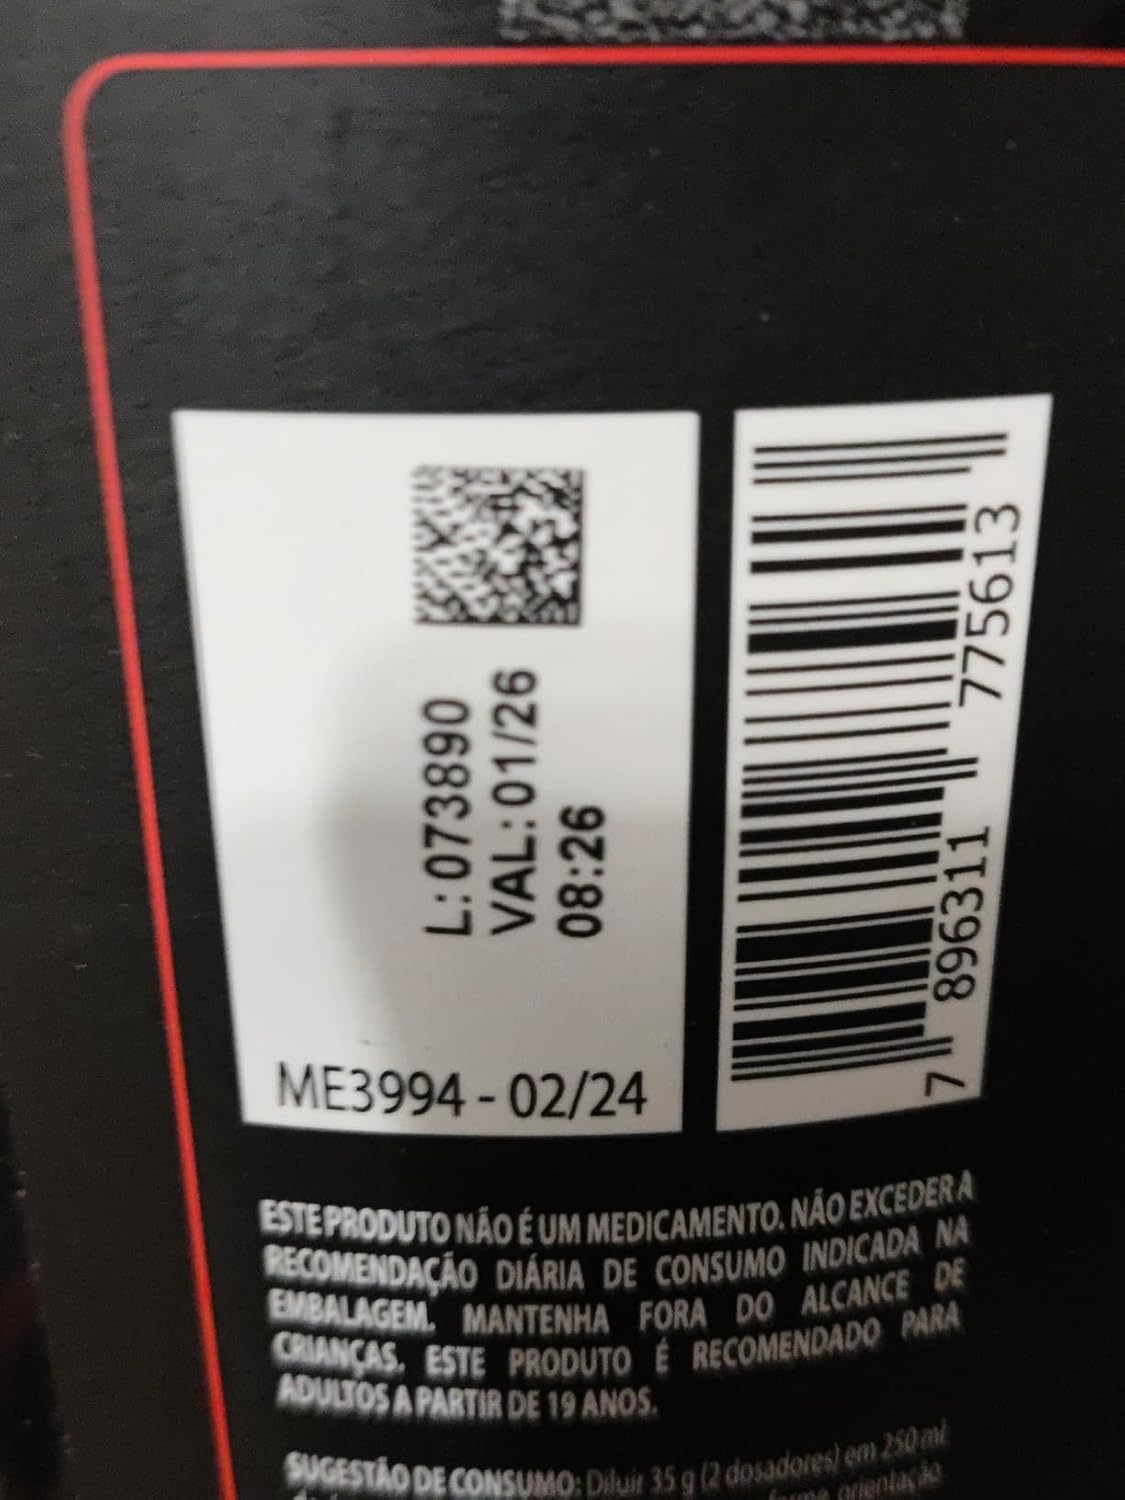 L: 073890
VAL: 01/26
08:26
ME3994 - 02/24
7 896311 775613
ESTE PRODUTO NÃO É UM MEDICAMENTO. NÃO EXCEDER A
RECOMENDAÇÃO DIÁRIA DE CONSUMO INDICADA NA
EMBALAGEM. MANTENHA FORA DO ALCANCE DE
CRIANÇAS. ESTE PRODUTO É RECOMENDADO PARA
ADULTOS A PARTIR DE 19 ANOS.
SUGESTÃO DE CONSUMO: Diluir 35 g (2 dosadores) em 250 ml
orientação